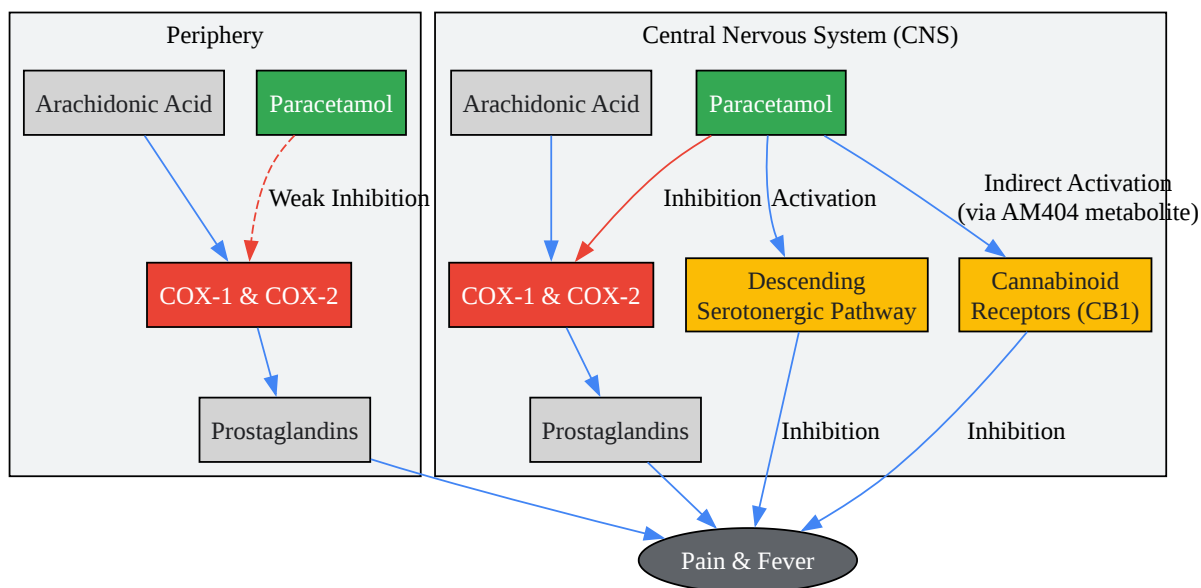 Periphery
Central Nervous System (CNS)
Arachidonic Acid
Paracetamol
Arachidonic Acid
Paracetamol
Weak Inhibition
Inhibition
Activation
Indirect Activation
(via AM404 metabolite)
COX-1 & COX-2
COX-1 & COX-2
Descending
Serotonergic Pathway
Cannabinoid
Receptors (CB1)
Prostaglandins
Prostaglandins
Inhibition
Inhibition
Pain & Fever